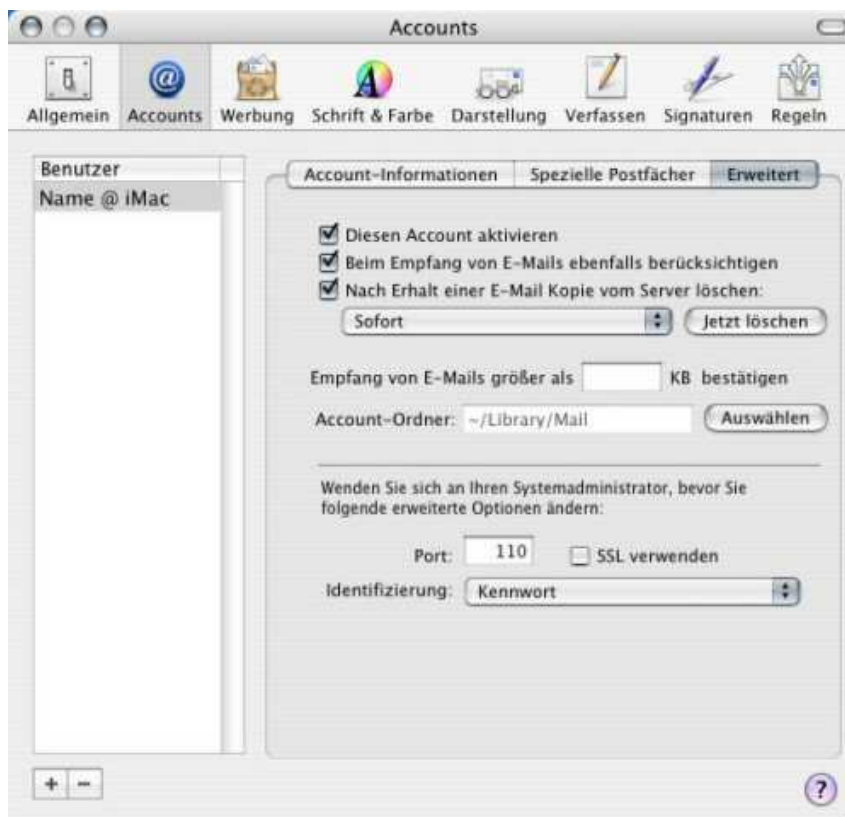 Accounts
Allgemein Accounts Werbung Schrift & Farbe Darstellung Verfassen Signaturen Regeln
Benutzer
Name @ iMac
Account-Informationen Spezielle Postfächer Erweitert
Diesen Account aktivieren
Beim Empfang von E-Mails ebenfalls berücksichtigen
Nach Erhalt einer E-Mail Kopie vom Server löschen:
Sofort Jetzt löschen
Empfang von E-Mails größer als KB bestätigen
Account-Ordner: ~/Library/Mail Auswählen
Wenden Sie sich an Ihren Systemadministrator, bevor Sie
folgende erweiterte Optionen ändern:
Port: 110 SSL verwenden
Identifizierung: Kennwort
+ - ?